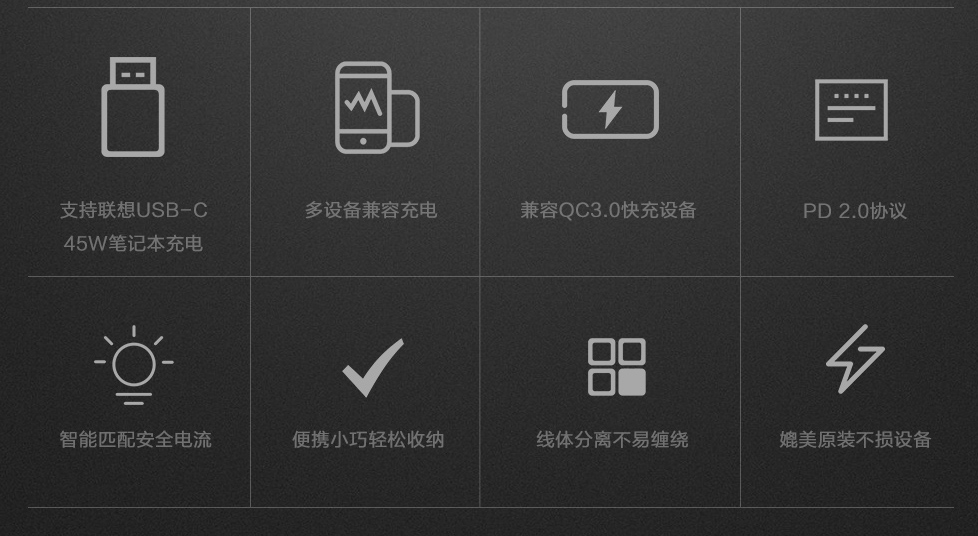 支持联想USB-C
45W笔记本充电
多设备兼容充电
兼容QC3.0快充设备
PD 2.0协议
智能匹配安全电流
便携小巧轻松收纳
线体分离不易缠绕
媲美原装不损设备